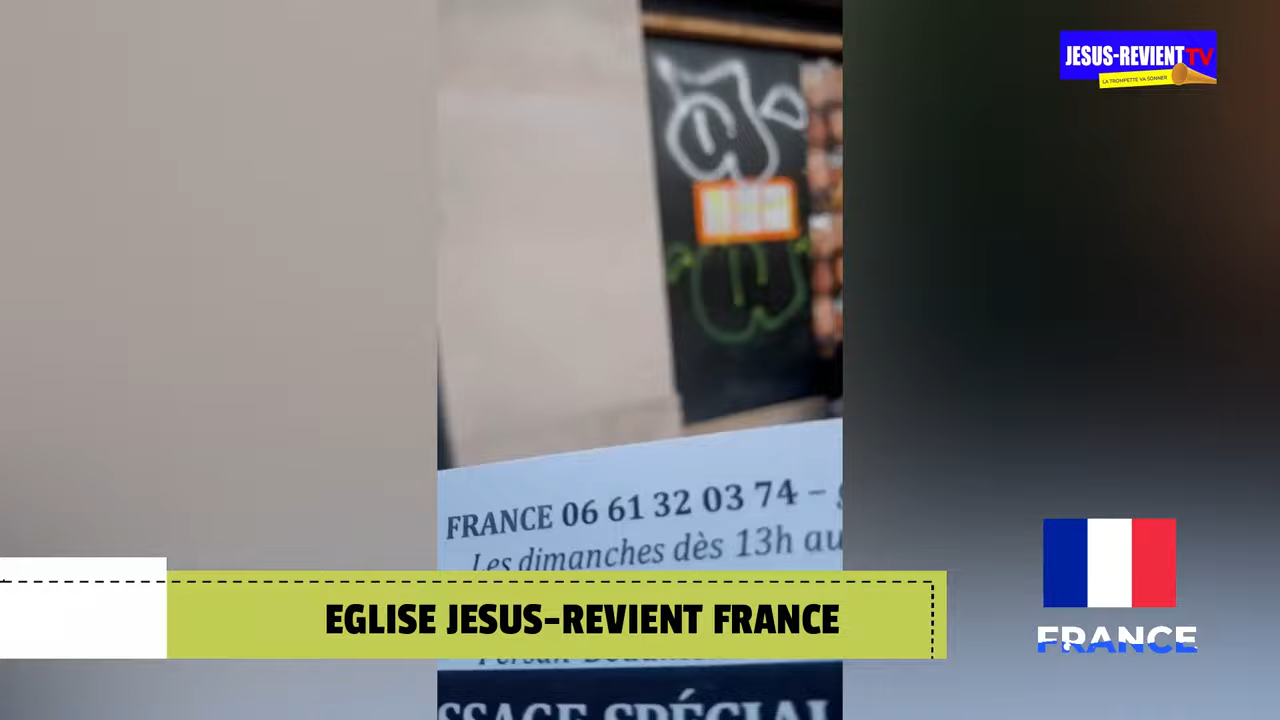 JESUS-REVIENT TV
LA TROMPETTE VA SONNER
FRANCE 06 61 32 03 74 –
Les dimanches dès 13h au
EGLISE JESUS-REVIENT FRANCE
FRANCE
SPÉCIAL